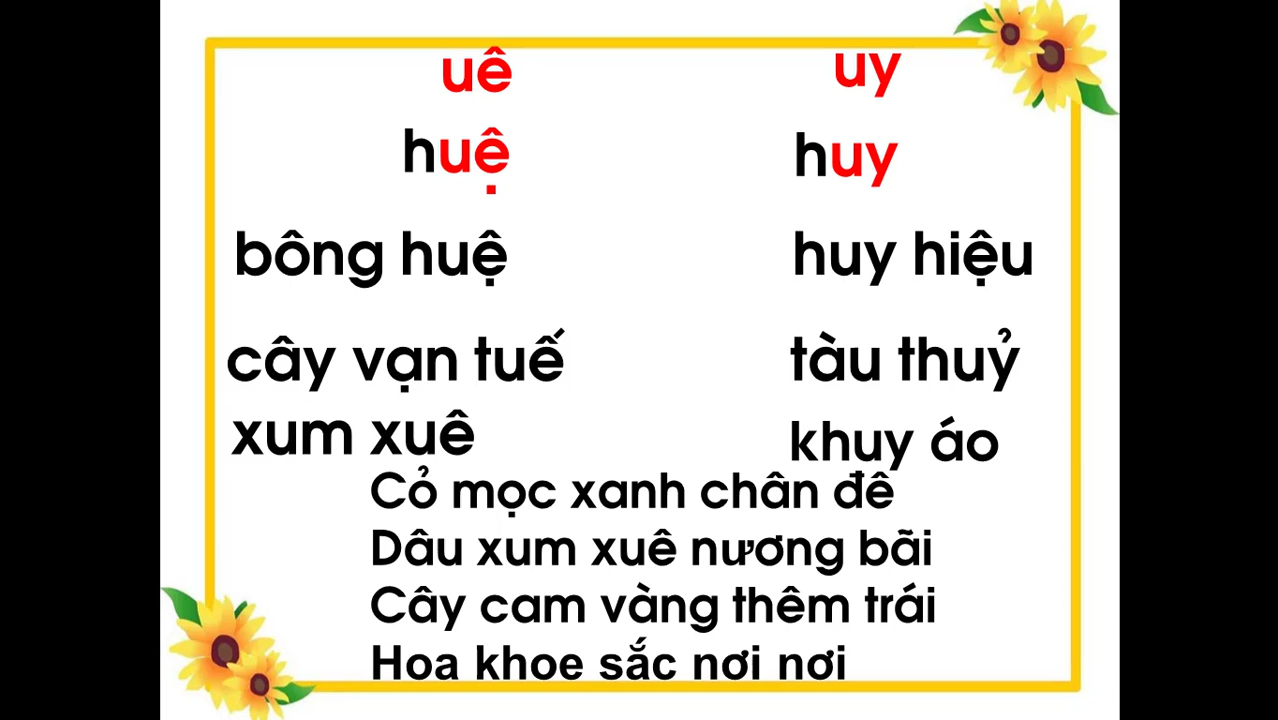 uê
uy
huệ
huy
bông huệ
huy hiệu
cây vạn tuế
tàu thuỷ
xum xuê
khuy áo
Cỏ mọc xanh chân đê
Dâu xum xuê nương bãi
Cây cam vàng thêm trái
Hoa khoe sắc nơi nơi